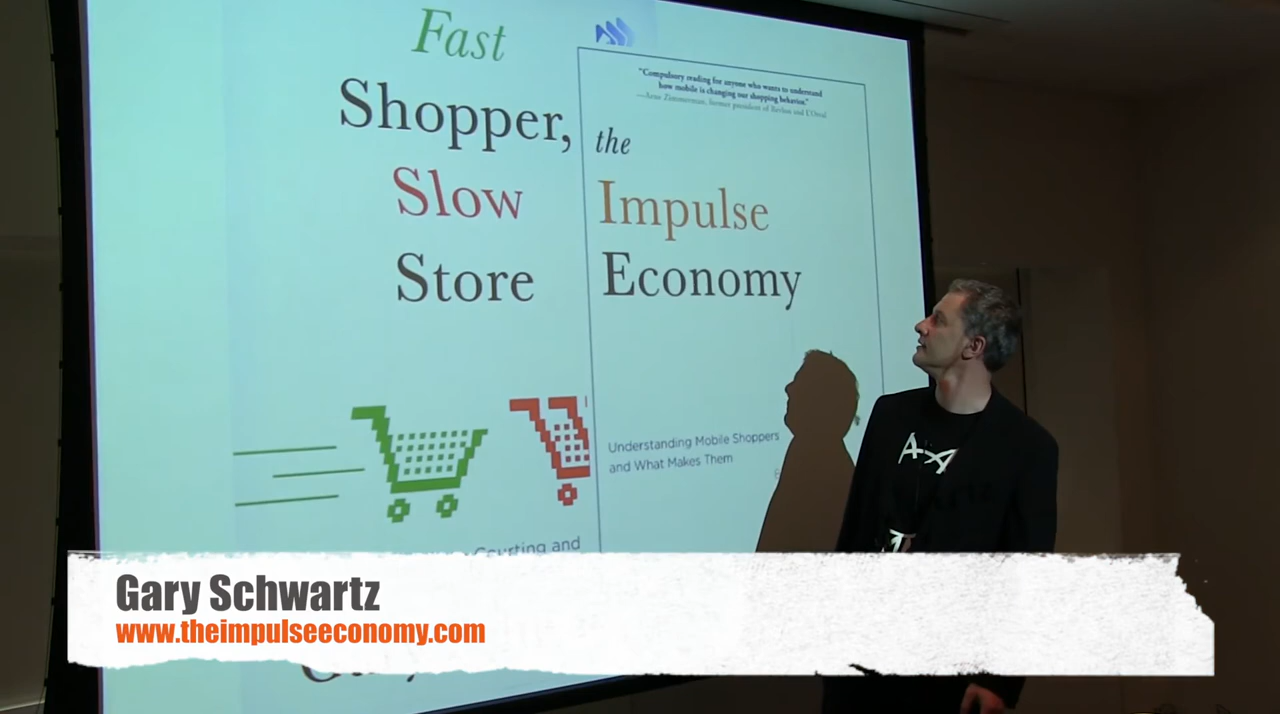 Fast
Shopper,
Slow
Store
"Compulsory reading for anyone who wants to understand
how mobile is changing our shopping behavior."
the
Impulse
Economy
Understanding Mobile Shoppers
and What Makes Them
and
Gary Schwartz
www.theimpulseeconomy.com